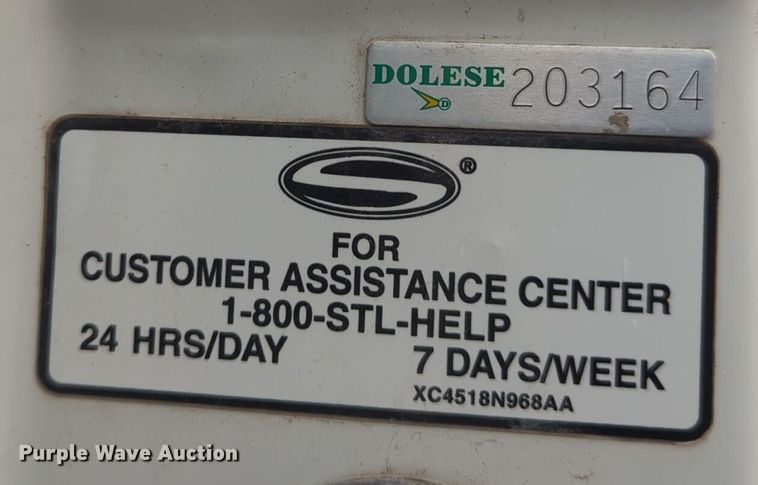 DOLESE 203164
D
®
FOR
CUSTOMER ASSISTANCE CENTER
1-800-STL-HELP
24 HRS/DAY 7 DAYS/WEEK
XC4518N968AA
Purple Wave Auction